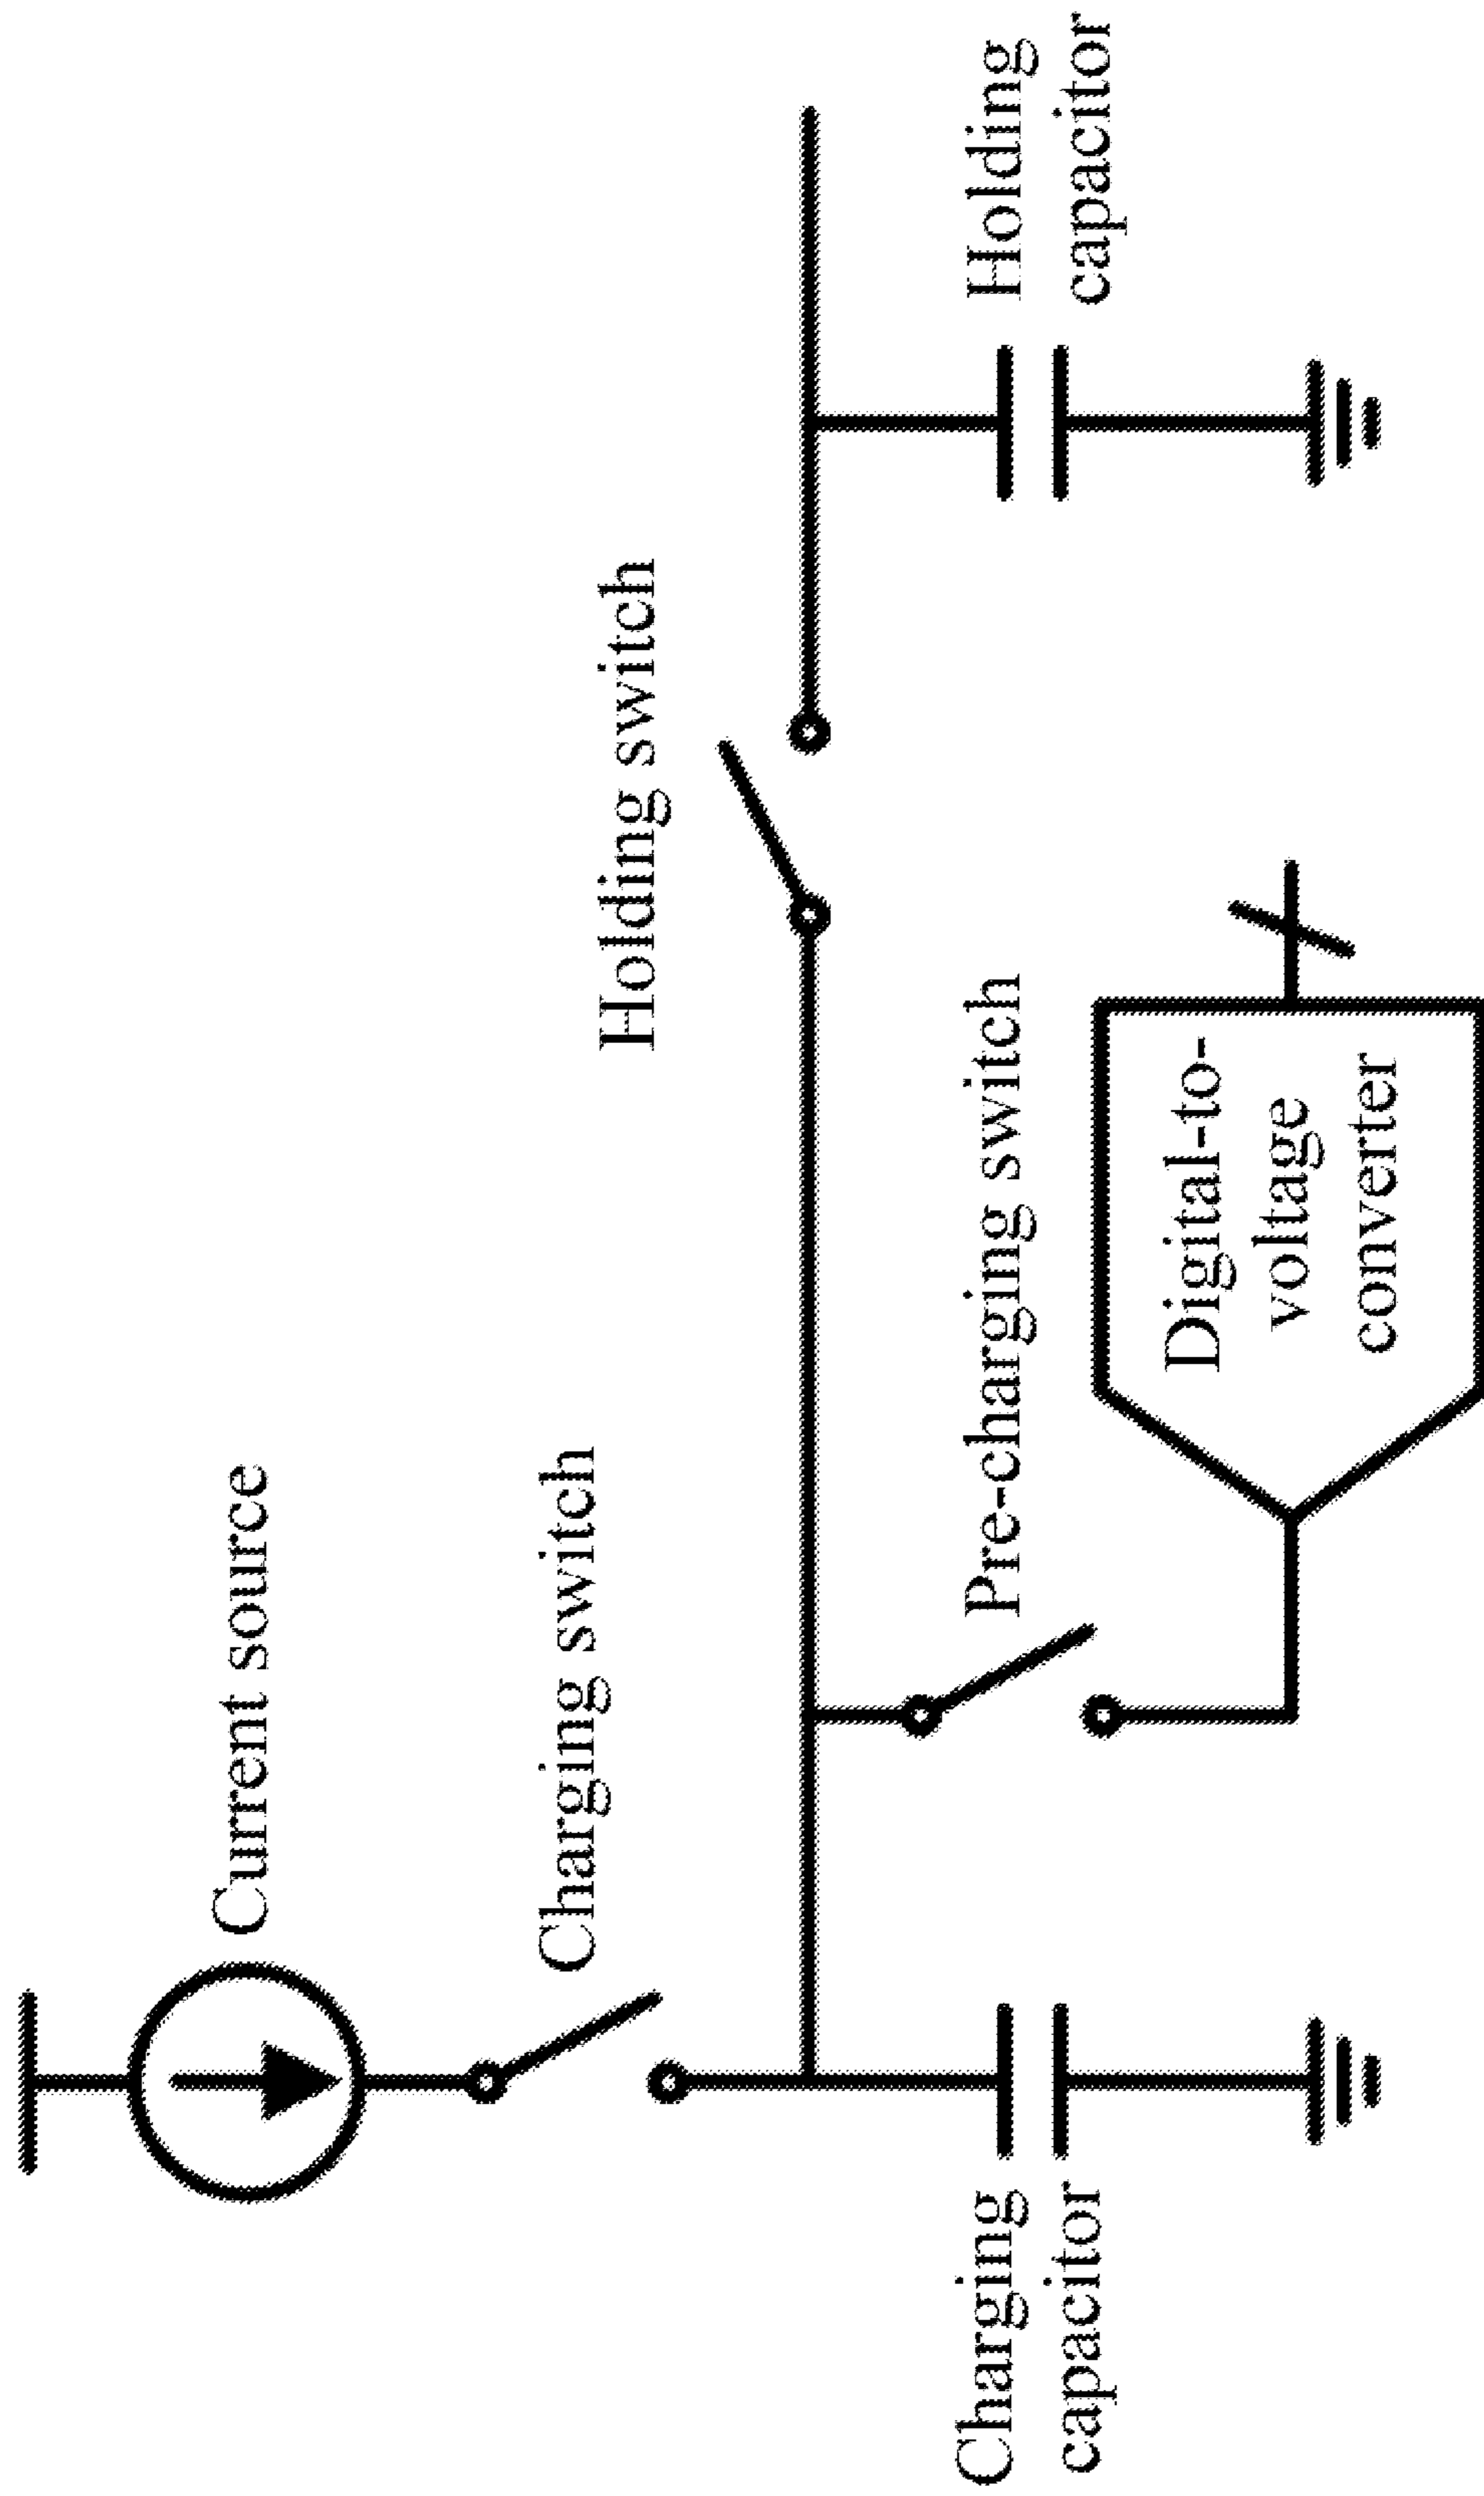 Current source
Charging switch
Holding switch
Charging
capacitor
Pre-charging switch
Holding
capacitor
Digital-to-
voltage
converter